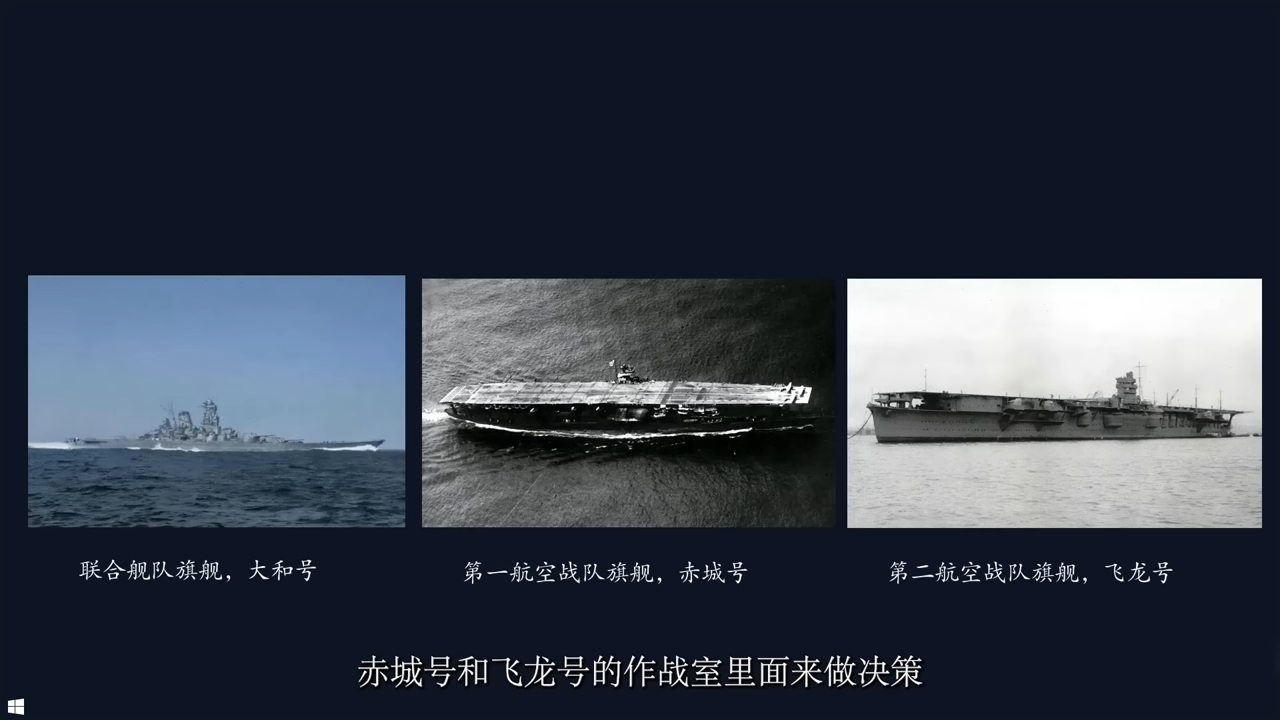 联合舰队旗舰，大和号
第一航空战队旗舰，赤城号
第二航空战队旗舰，飞龙号
赤城号和飞龙号的作战室里面来做决策